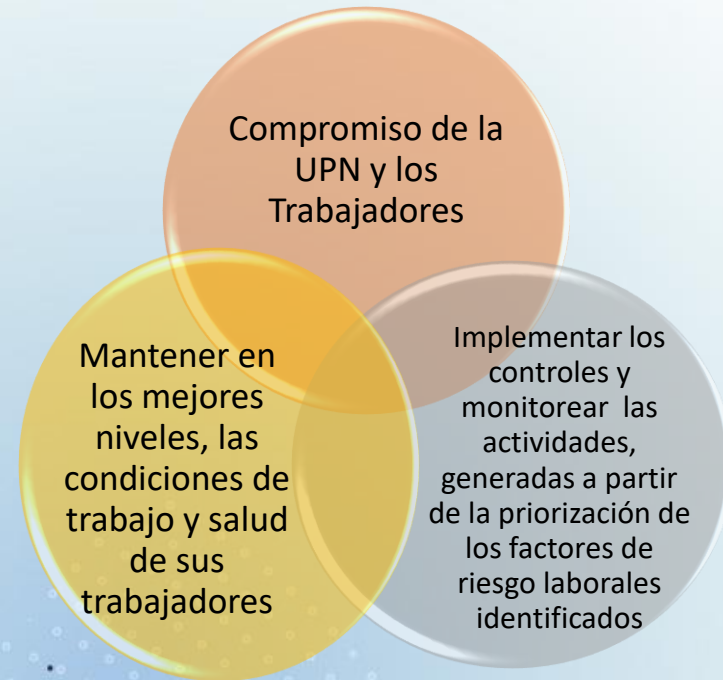 Compromiso de la
UPN y los
Trabajadores
Mantener en
los mejores
niveles, las
condiciones de
trabajo y salud
de sus
trabajadores
Implementar los
controles y
monitorear las
actividades,
generadas a partir
de la priorización de
los factores de
riesgo laborales
identificados